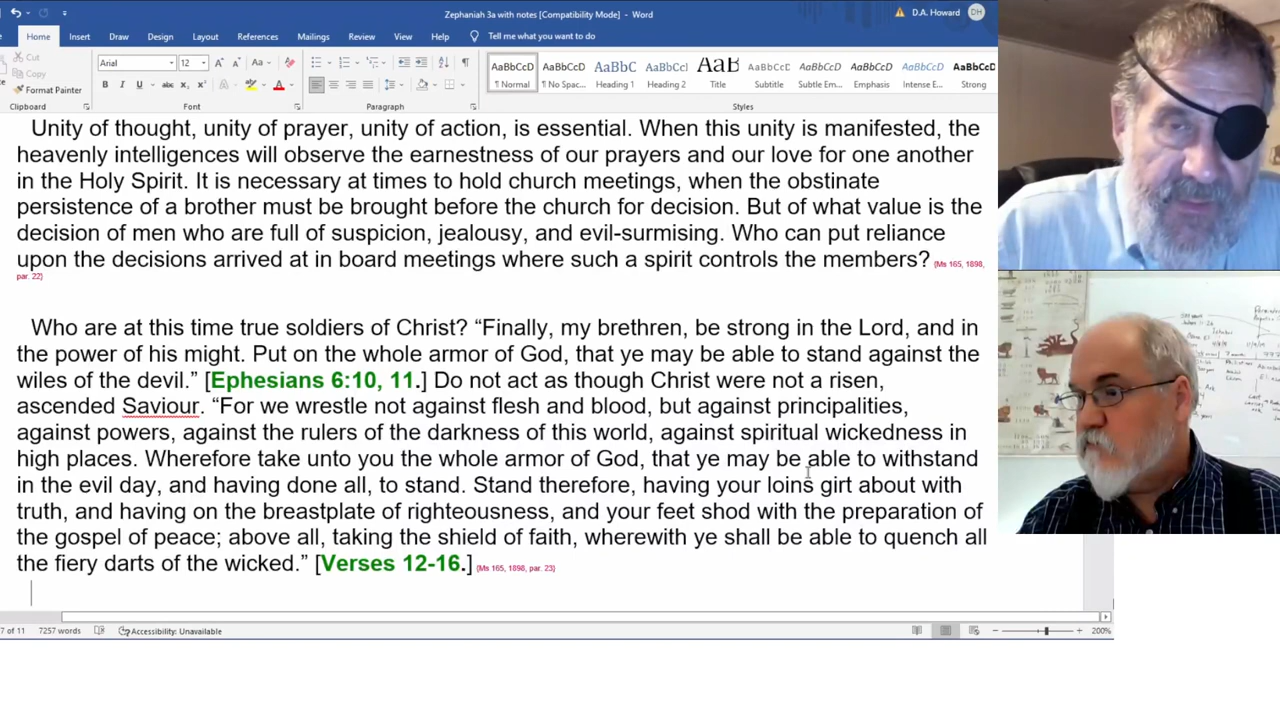 Zephaniah 3a with notes [Compatibility Mode] - Word
D.A. Howard
DH
Home Insert Draw Design Layout References Mailings Review View Help Tell me what you want to do
Cut
Copy
Format Painter
Clipboard
Arial 12
Font
Paragraph
AaBbCcD AaBbCcD AaBbC AaBbCcl AaB AaBbCcD AaBbCcD AaBbCcD AaBbCcD AaBbCcD
¶ Normal ¶ No Spac... Heading 1 Heading 2 Title Subtitle Subtle Em... Emphasis Intense E... Strong
Styles
Unity of thought, unity of prayer, unity of action, is essential. When this unity is manifested, the
heavenly intelligences will observe the earnestness of our prayers and our love for one another
in the Holy Spirit. It is necessary at times to hold church meetings, when the obstinate
persistence of a brother must be brought before the church for decision. But of what value is the
decision of men who are full of suspicion, jealousy, and evil-surmising. Who can put reliance
upon the decisions arrived at in board meetings where such a spirit controls the members? {Ms 165, 1898,
par. 22}
Who are at this time true soldiers of Christ? “Finally, my brethren, be strong in the Lord, and in
the power of his might. Put on the whole armor of God, that ye may be able to stand against the
wiles of the devil.” [Ephesians 6:10, 11.] Do not act as though Christ were not a risen,
ascended Saviour. “For we wrestle not against flesh and blood, but against principalities,
against powers, against the rulers of the darkness of this world, against spiritual wickedness in
high places. Wherefore take unto you the whole armor of God, that ye may be able to withstand
in the evil day, and having done all, to stand. Stand therefore, having your loins girt about with
truth, and having on the breastplate of righteousness, and your feet shod with the preparation of
the gospel of peace; above all, taking the shield of faith, wherewith ye shall be able to quench all
the fiery darts of the wicked.” [Verses 12-16.] {Ms 165, 1898, par. 23}
7 of 11 7257 words Accessibility: Unavailable 200%